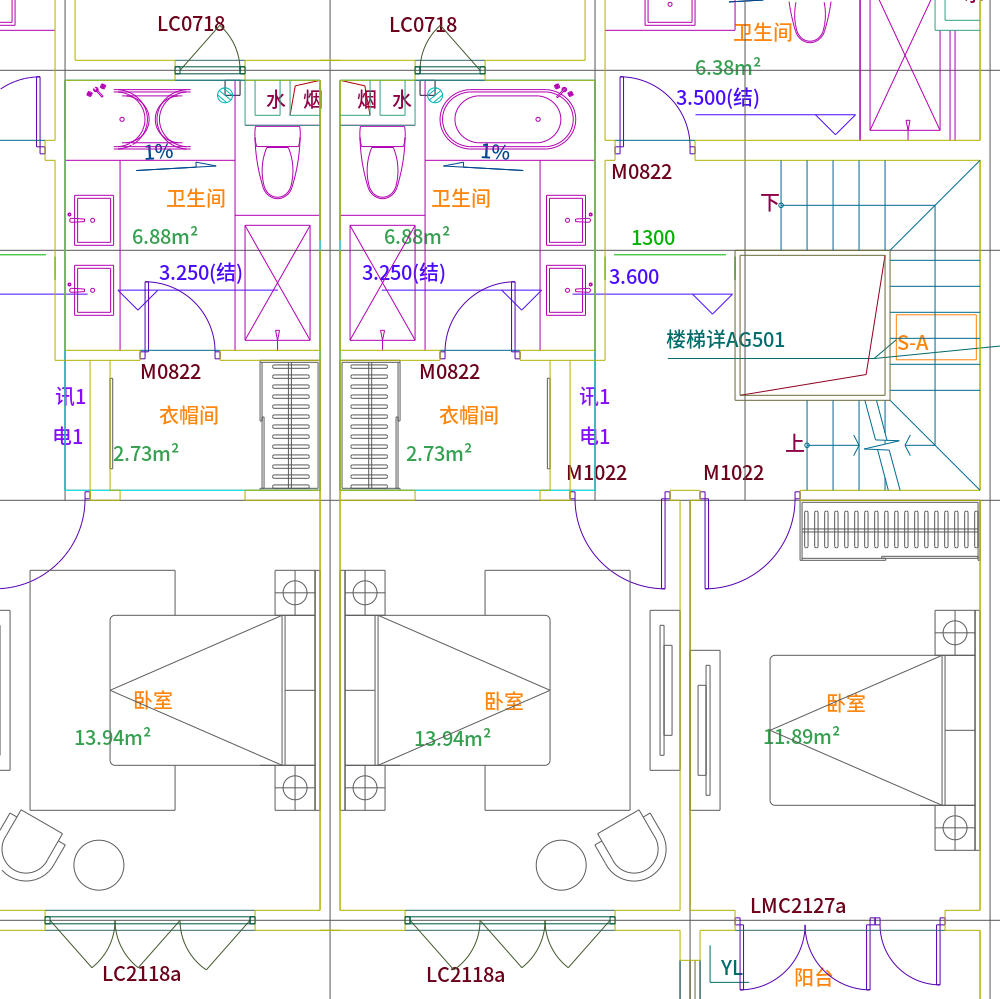 LC0718
LC0718
卫生间
6.38m²
3.500(结)
水
烟
烟
水
1%
1%
M0822
卫生间
卫生间
下
6.88m²
6.88m²
1300
3.250(结)
3.250(结)
3.600
楼梯详AG501
S-A
M0822
M0822
讯1
讯1
衣帽间
衣帽间
电1
电1
上
2.73m²
2.73m²
M1022
M1022
卧室
卧室
卧室
13.94m²
13.94m²
11.89m²
LMC2127a
LC2118a
LC2118a
YL
阳台